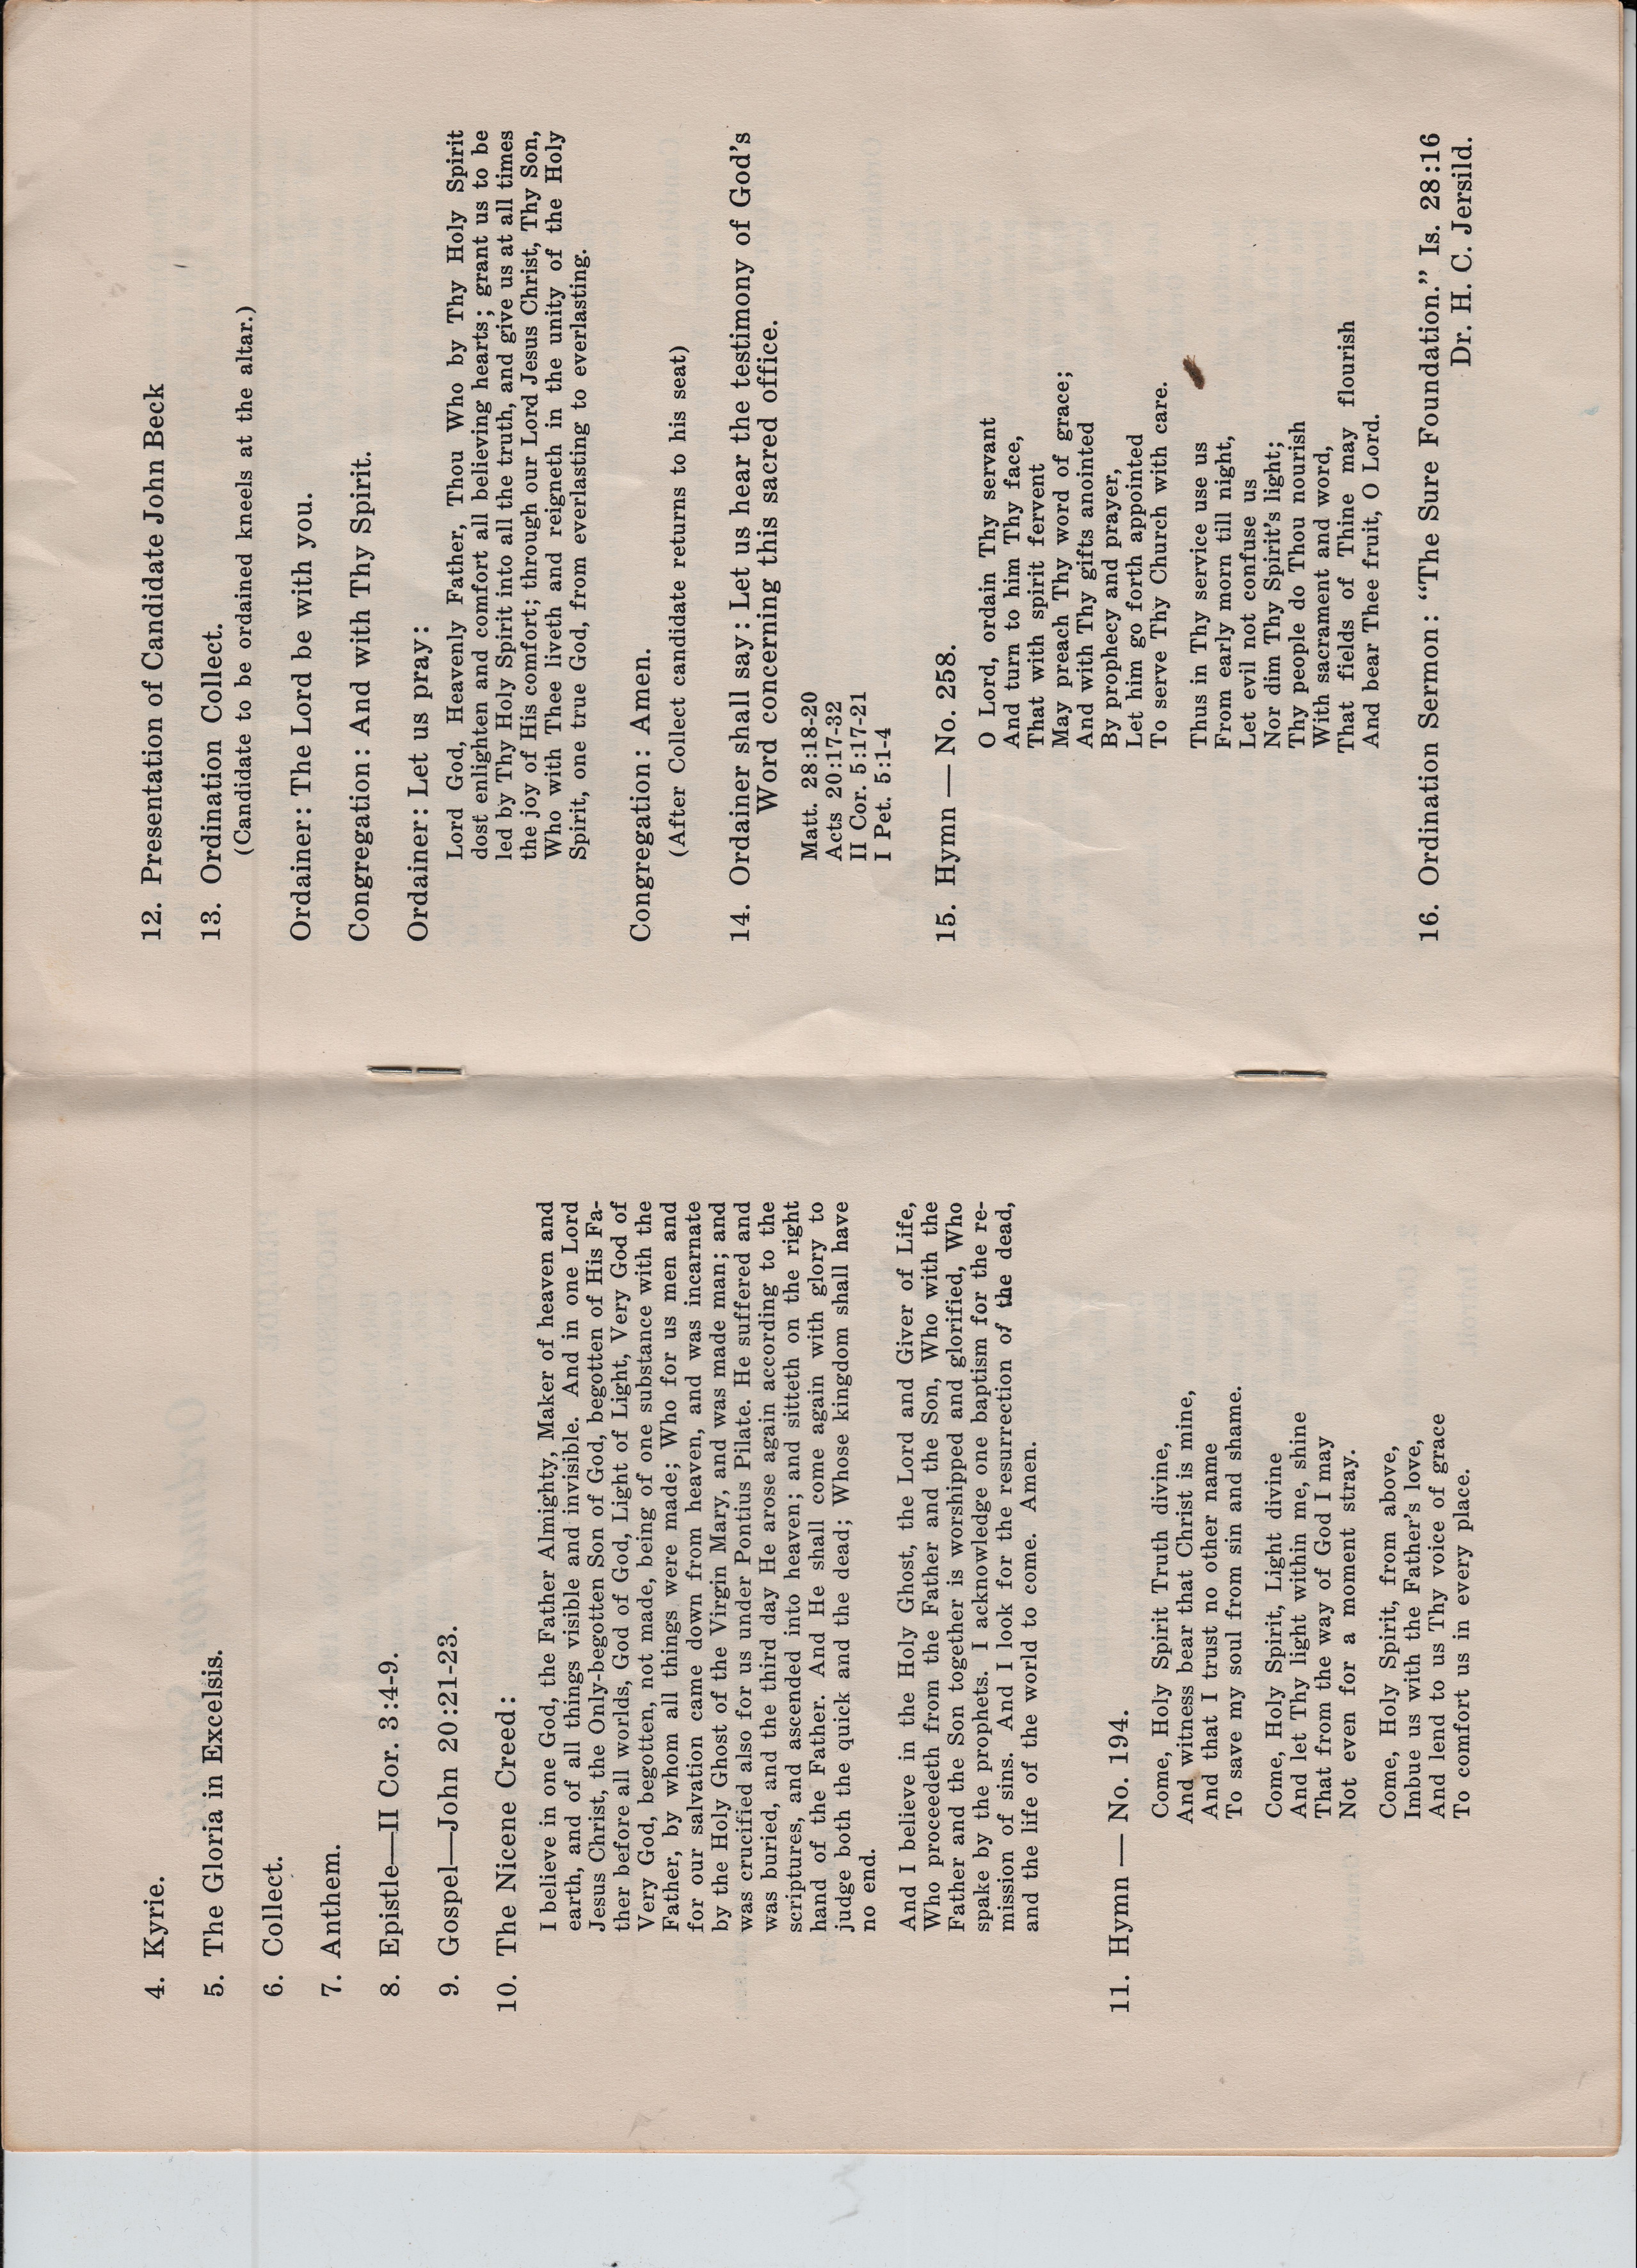 4. Kyrie.
5. The Gloria in Excelsis.
6. Collect.
7. Anthem.
8. Epistle—II Cor. 3:4-9.
9. Gospel—John 20:21-23.
10. The Nicene Creed:
I believe in one God, the Father Almighty, Maker of heaven and
earth, and of all things visible and invisible. And in one Lord
Jesus Christ, the Only-begotten Son of God, begotten of His Fa-
ther before all worlds, God of God, Light of Light, Very God of
Very God, begotten, not made, being of one substance with the
Father, by whom all things were made; Who for us men and
for our salvation came down from heaven, and was incarnate
by the Holy Ghost of the Virgin Mary, and was made man; and
was crucified also for us under Pontius Pilate. He suffered and
was buried, and the third day He arose again according to the
scriptures, and ascended into heaven; and sitteth on the right
hand of the Father. And He shall come again with glory to
judge both the quick and the dead; Whose kingdom shall have
no end.
And I believe in the Holy Ghost, the Lord and Giver of Life,
Who proceedeth from the Father and the Son, Who with the
Father and the Son together is worshipped and glorified, Who
spake by the prophets. I acknowledge one baptism for the re-
mission of sins. And I look for the resurrection of the dead,
and the life of the world to come. Amen.
11. Hymn — No. 194.
Come, Holy Spirit Truth divine,
And witness bear that Christ is mine,
And that I trust no other name
To save my soul from sin and shame.
Come, Holy Spirit, Light divine
And let Thy light within me, shine
That from the way of God I may
Not even for a moment stray.
Come, Holy Spirit, from above,
Imbue us with the Father's love,
And lend to us Thy voice of grace
To comfort us in every place.
12. Presentation of Candidate John Beck
13. Ordination Collect.
(Candidate to be ordained kneels at the altar.)
Ordainer: The Lord be with you.
Congregation: And with Thy Spirit.
Ordainer: Let us pray:
Lord God, Heavenly Father, Thou Who by Thy Holy Spirit
dost enlighten and comfort all believing hearts; grant us to be
led by Thy Holy Spirit into all the truth, and give us at all times
the joy of His comfort; through our Lord Jesus Christ, Thy Son,
Who with Thee liveth and reigneth in the unity of the Holy
Spirit, one true God, from everlasting to everlasting.
Congregation: Amen.
(After Collect candidate returns to his seat)
14. Ordainer shall say: Let us hear the testimony of God's
Word concerning this sacred office.
Matt. 28:18-20
Acts 20:17-32
II Cor. 5:17-21
I Pet. 5:1-4
15. Hymn — No. 258.
O Lord, ordain Thy servant
And turn to him Thy face,
That with spirit fervent
May preach Thy word of grace;
And with Thy gifts anointed
By prophecy and prayer,
Let him go forth appointed
To serve Thy Church with care.
Thus in Thy service use us
From early morn till night,
Let evil not confuse us
Nor dim Thy Spirit's light;
Thy people do Thou nourish
With sacrament and word,
That fields of Thine may flourish
And bear Thee fruit, O Lord.
16. Ordination Sermon: "The Sure Foundation." Is. 28:16
Dr. H. C. Jersild.